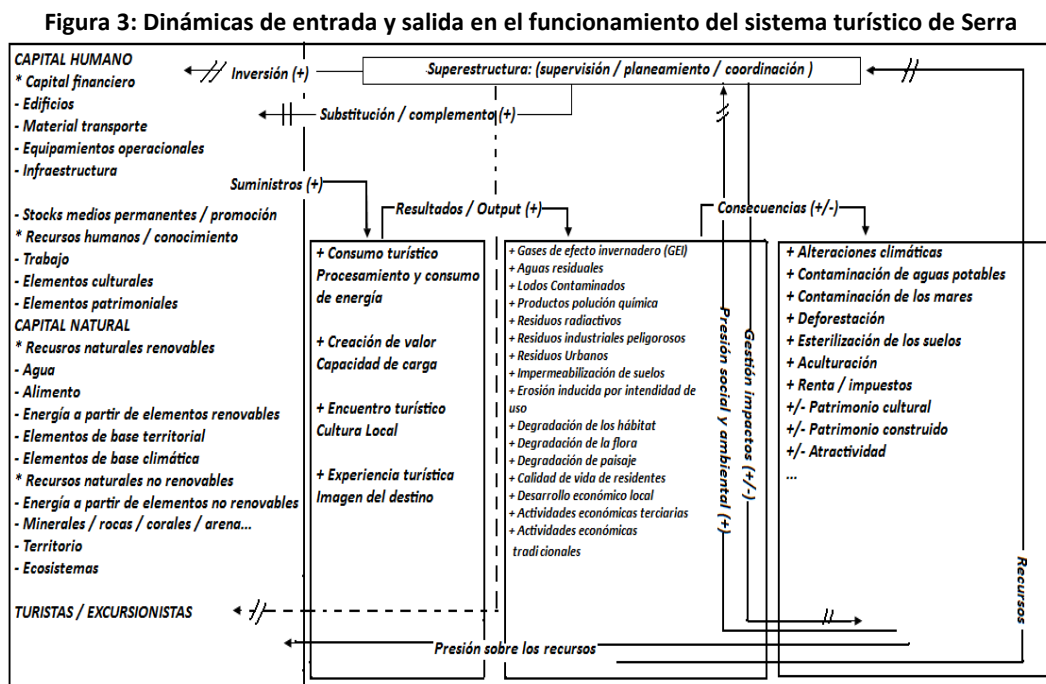 Figura 3: Dinámicas de entrada y salida en el funcionamiento del sistema turístico de Serra
CAPITAL HUMANO
* Capital financiero
- Edificios
- Material transporte
- Equipamientos operacionales
- Infraestructura
- Stocks medios permanentes / promoción
* Recursos humanos / conocimiento
- Trabajo
- Elementos culturales
- Elementos patrimoniales
CAPITAL NATURAL
* Recusros naturales renovables
- Agua
- Alimento
- Energía a partir de elementos renovables
- Elementos de base territorial
- Elementos de base climática
* Recursos naturales no renovables
- Energía a partir de elementos no renovables
- Minerales / rocas / corales / arena...
- Territorio
- Ecosistemas
TURISTAS / EXCURSIONISTAS
Inversión (+)
Superestructura: (supervisión / planeamiento / coordinación )
Substitución / complemento (+)
Suministros (+)
Resultados / Output (+)
Consecuencias (+/-)
+ Consumo turístico
Procesamiento y consumo
de energía
+ Creación de valor
Capacidad de carga
+ Encuentro turístico
Cultura Local
+ Experiencia turística
Imagen del destino
+ Gases de efecto invernadero (GEI)
+ Aguas residuales
+ Lodos Contaminados
+ Productos polución química
+ Residuos radiactivos
+ Residuos industriales peligorosos
+ Residuos Urbanos
+ Impermeabilización de suelos
+ Erosión inducida por intendidad de
uso
+ Degradación de los hábitat
+ Degradación de la flora
+ Degradación de paisaje
+ Calidad de vida de residentes
+ Desarrollo económico local
+ Actividades económicas terciarias
+ Actividades económicas
tradicionales
Presión social y ambiental (+)
Gestión impactos (+/-)
+ Alteraciones climáticas
+ Contaminación de aguas potables
+ Contaminación de los mares
+ Deforestación
+ Esterilización de los suelos
+ Aculturación
+ Renta / impuestos
+/- Patrimonio cultural
+/- Patrimonio construido
+/- Atractividad
...
Recursos
Presión sobre los recursos